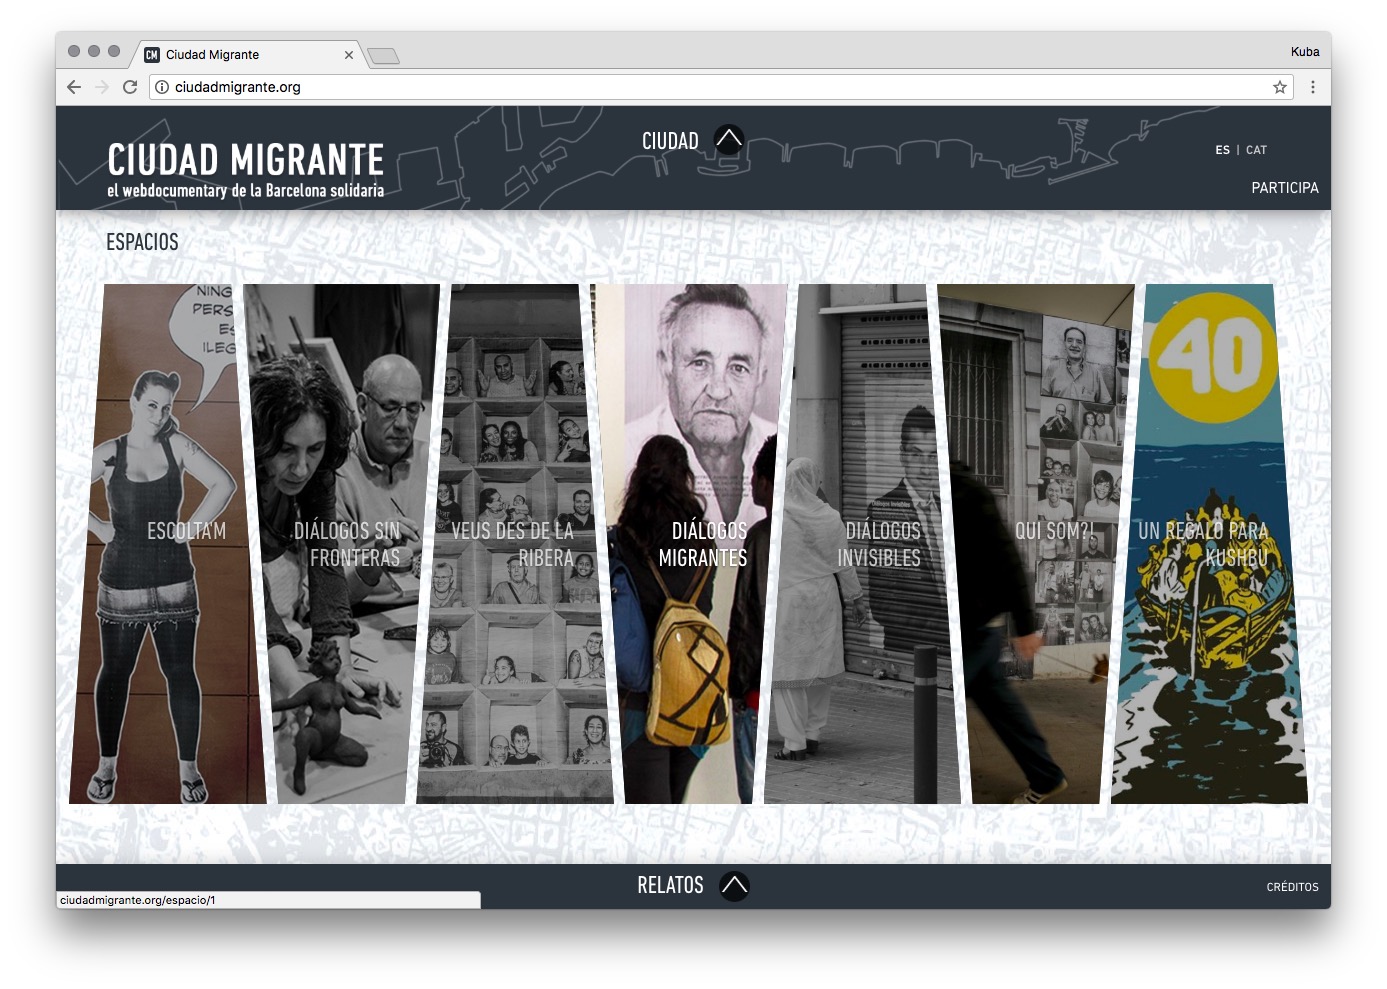 CM Ciudad Migrante
Kuba
ciudadmigrante.org
CIUDAD MIGRANTE
el webdocumentary de la Barcelona solidaria
CIUDAD
ES | CAT
PARTICIPA
ESPACIOS
NING
PERS
ES
ILEG
40
ESCOLTA'M
DIÁLOGOS SIN
FRONTERAS
VEUS DES DE LA
RIBERA
DIÁLOGOS
MIGRANTES
DIÁLOGOS
INVISIBLES
QUI SOM?!
UN REGALO PARA
KUSHBU
RELATOS
CRÉDITOS
ciudadmigrante.org/espacio/1